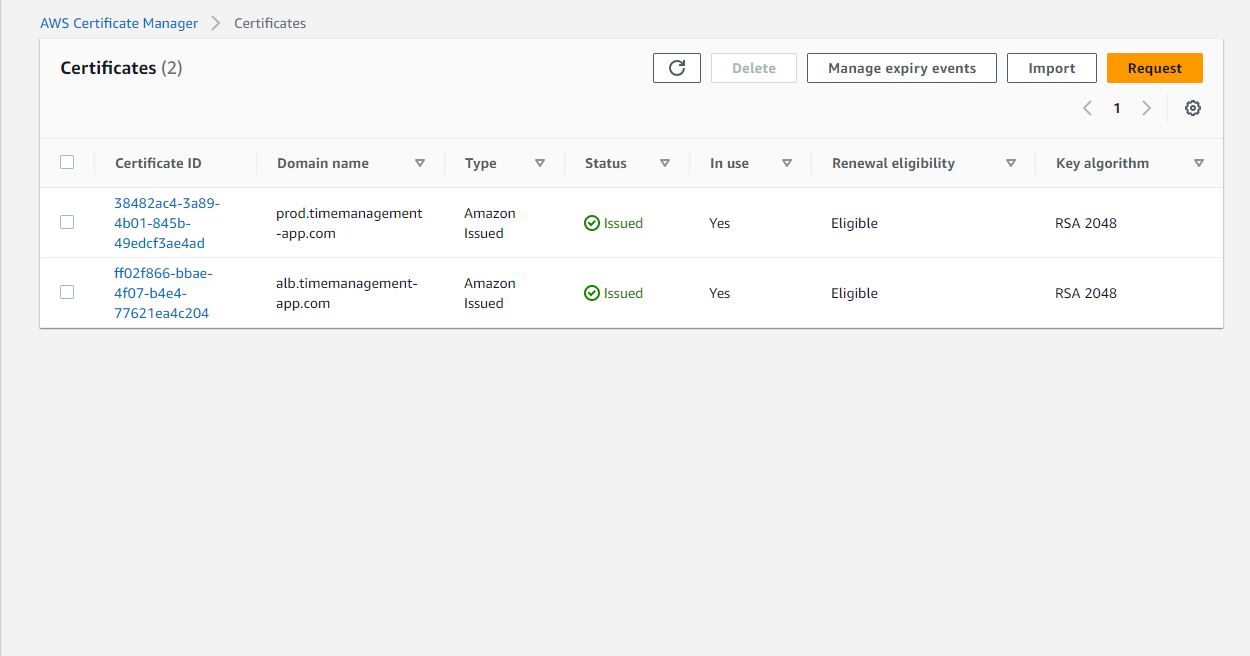 AWS Certificate Manager > Certificates
Certificates (2)
Delete
Manage expiry events
Import
Request
1
Certificate ID Domain name Type Status In use Renewal eligibility Key algorithm
38482ac4-3a89-
4b01-845b-
49edcf3ae4ad
prod.timemanagement
-app.com
Amazon
Issued
Issued
Yes
Eligible
RSA 2048
ff02f866-bbae-
4f07-b4e4-
77621ea4c204
alb.timemanagement-
app.com
Amazon
Issued
Issued
Yes
Eligible
RSA 2048